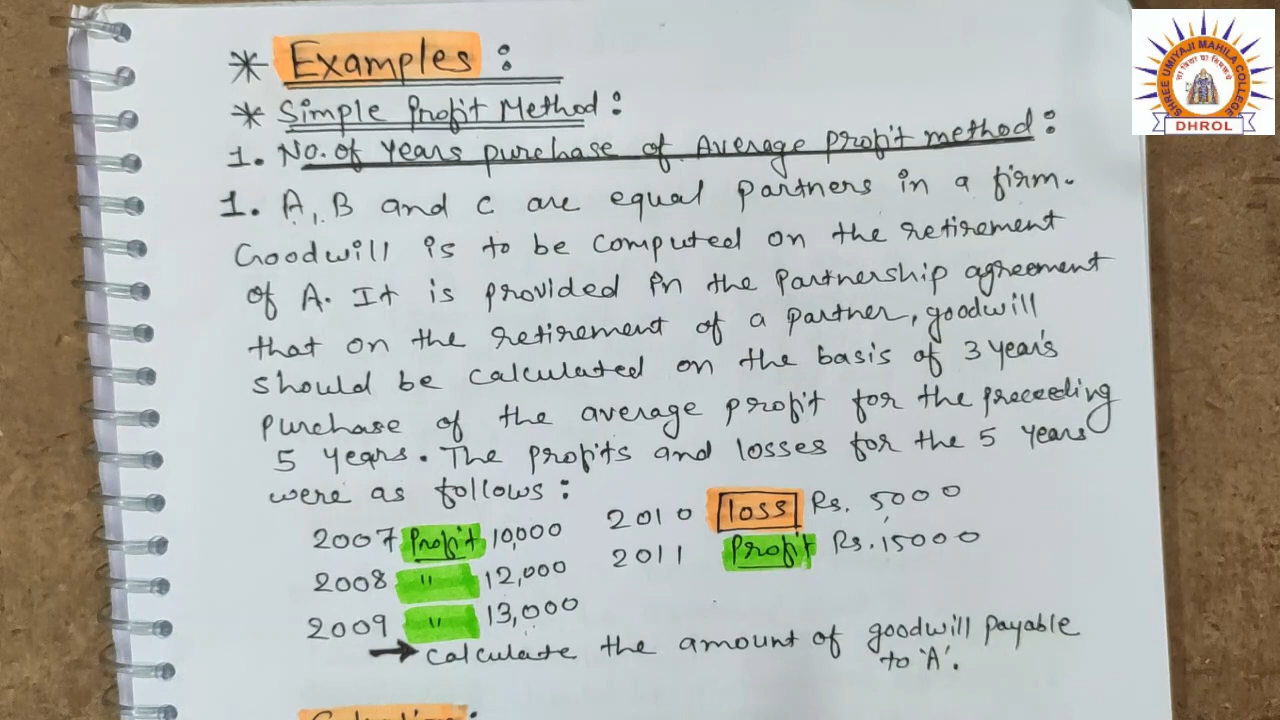 * Examples :
* Simple Profit Method :
1. No. of years purchase of Average profit method :
1. A, B and C are equal partners in a firm.
Goodwill is to be computed on the retirement
of A. It is provided in the partnership agreement
that on the retirement of a partner, goodwill
should be calculated on the basis of 3 year's
purchase of the average profit for the preceeding
5 years. The profits and losses for the 5 years
were as follows :
2007 Profit 10,000 2010 loss Rs. 5000
2008 " 12,000 2011 Profit Rs. 15000
2009 " 13,000
→ calculate the amount of goodwill payable
to 'A'.
SHREE UMIYAJI MAHILA COLLEGE
DHROL